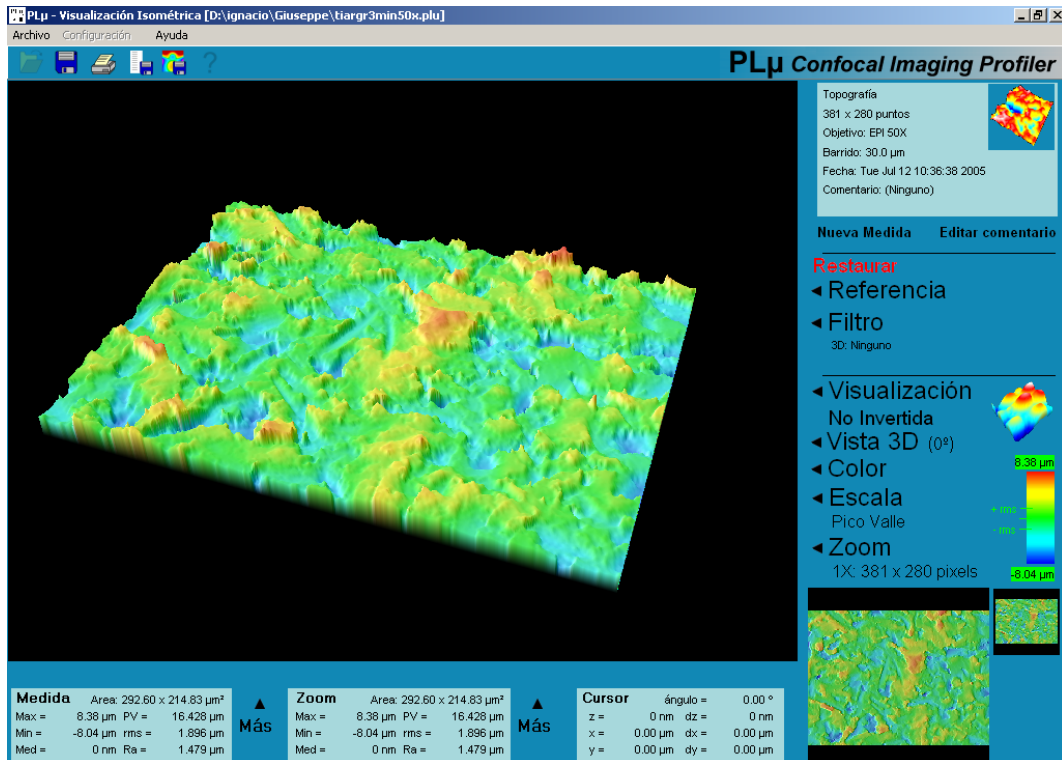 PLμ - Visualización Isométrica [D:\ignacio\Giuseppe\tiargr3min50x.plu]
Archivo Configuración Ayuda
PLμ Confocal Imaging Profiler
Topografía
381 x 280 puntos
Objetivo: EPI 50X
Barrido: 30.0 μm
Fecha: Tue Jul 12 10:36:38 2005
Comentario: (Ninguno)
Nueva Medida Editar comentario
Restaurar
Referencia
Filtro
3D: Ninguno
Visualización
No Invertida
Vista 3D (0º)
Color
8.38 μm
Escala
+ rms
Pico Valle
- rms
Zoom
1X: 381 x 280 pixels
-8.04 μm
Medida Area: 292.60 x 214.83 μm²
Max = 8.38 μm PV = 16.428 μm
Min = -8.04 μm rms = 1.896 μm
Med = 0 nm Ra = 1.479 μm
Más
Zoom Area: 292.60 x 214.83 μm²
Max = 8.38 μm PV = 16.428 μm
Min = -8.04 μm rms = 1.896 μm
Med = 0 nm Ra = 1.479 μm
Más
Cursor ángulo = 0.00 °
z = 0 nm dz = 0 nm
x = 0.00 μm dx = 0.00 μm
y = 0.00 μm dy = 0.00 μm